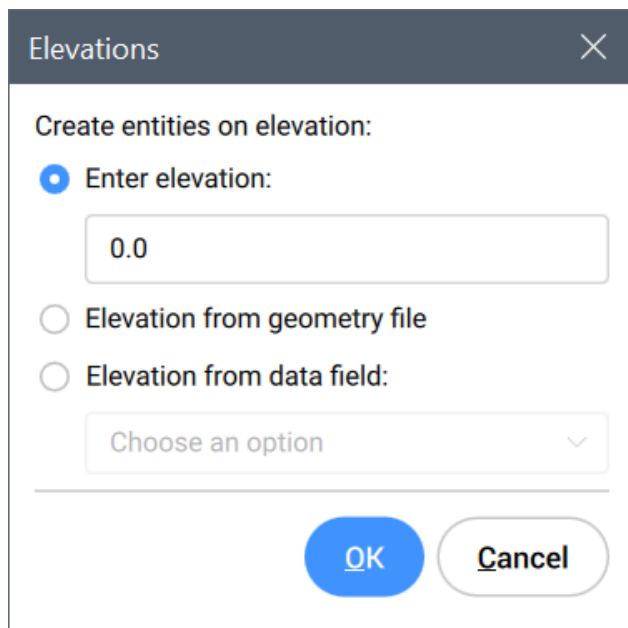 Elevations
Create entities on elevation:
Enter elevation:
0.0
Elevation from geometry file
Elevation from data field:
Choose an option
OK
Cancel